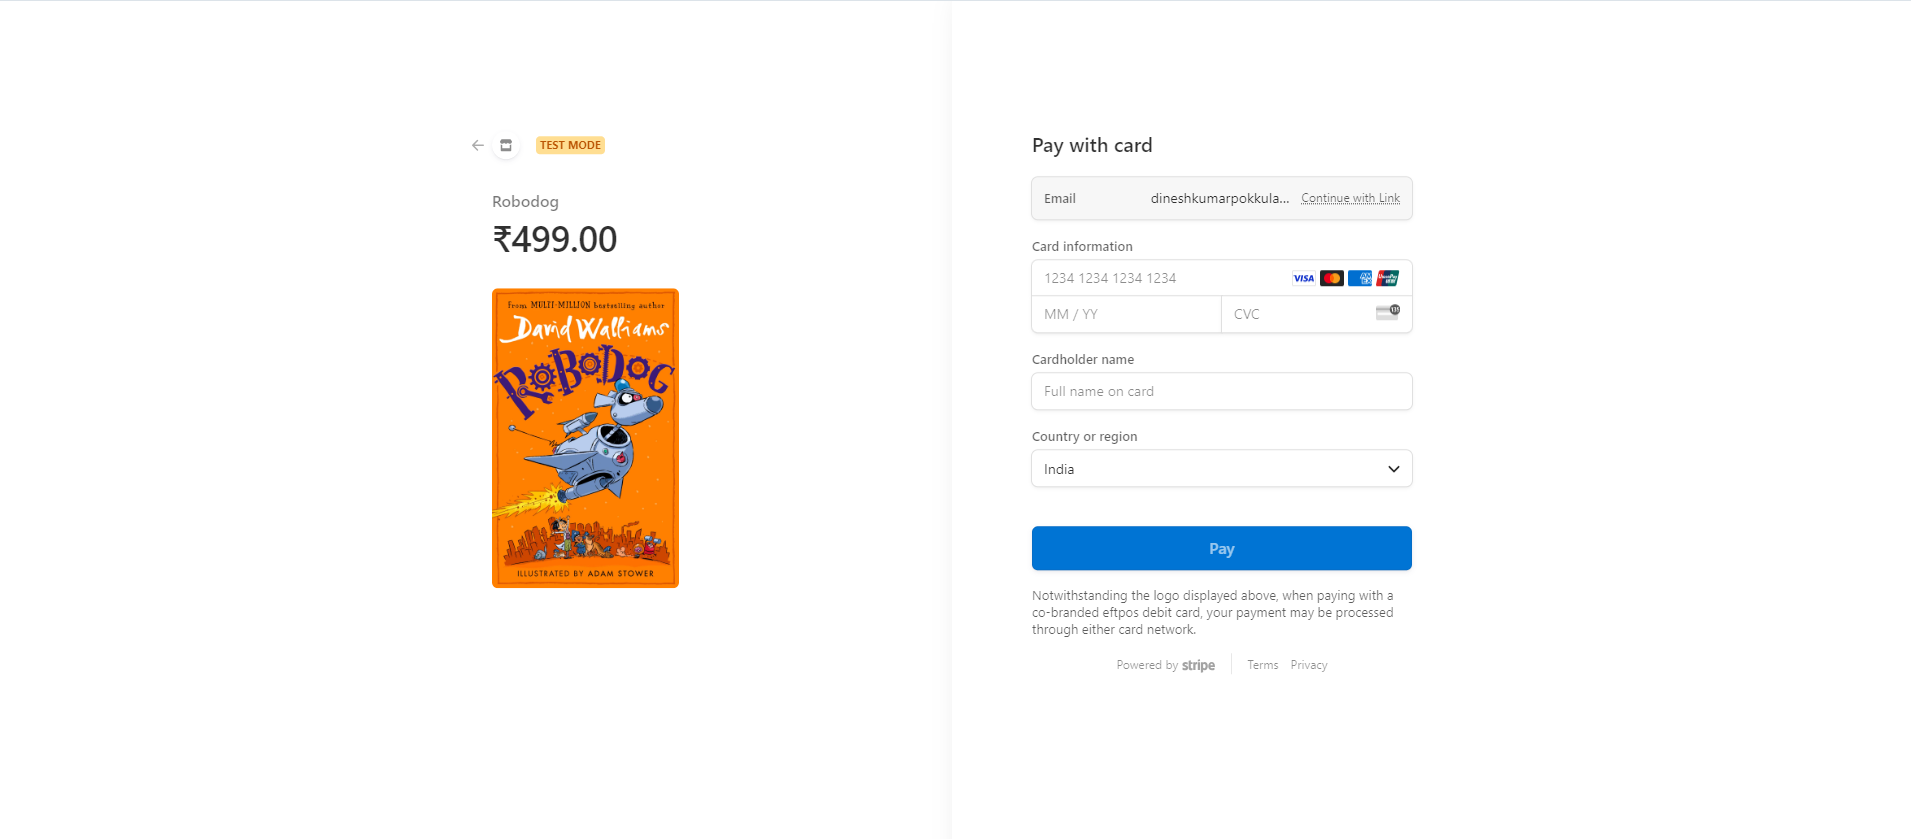 TEST MODE
Robodog
₹499.00
From MULTI-MILLION bestselling author
David Walliams
ROBODOG
ILLUSTRATED BY ADAM STOWER
Pay with card
Email dineshkumarpokkula... Continue with Link
Card information
1234 1234 1234 1234 VISA
MM / YY CVC
Cardholder name
Full name on card
Country or region
India
Pay
Notwithstanding the logo displayed above, when paying with a
co-branded eftpos debit card, your payment may be processed
through either card network.
Powered by stripe Terms Privacy